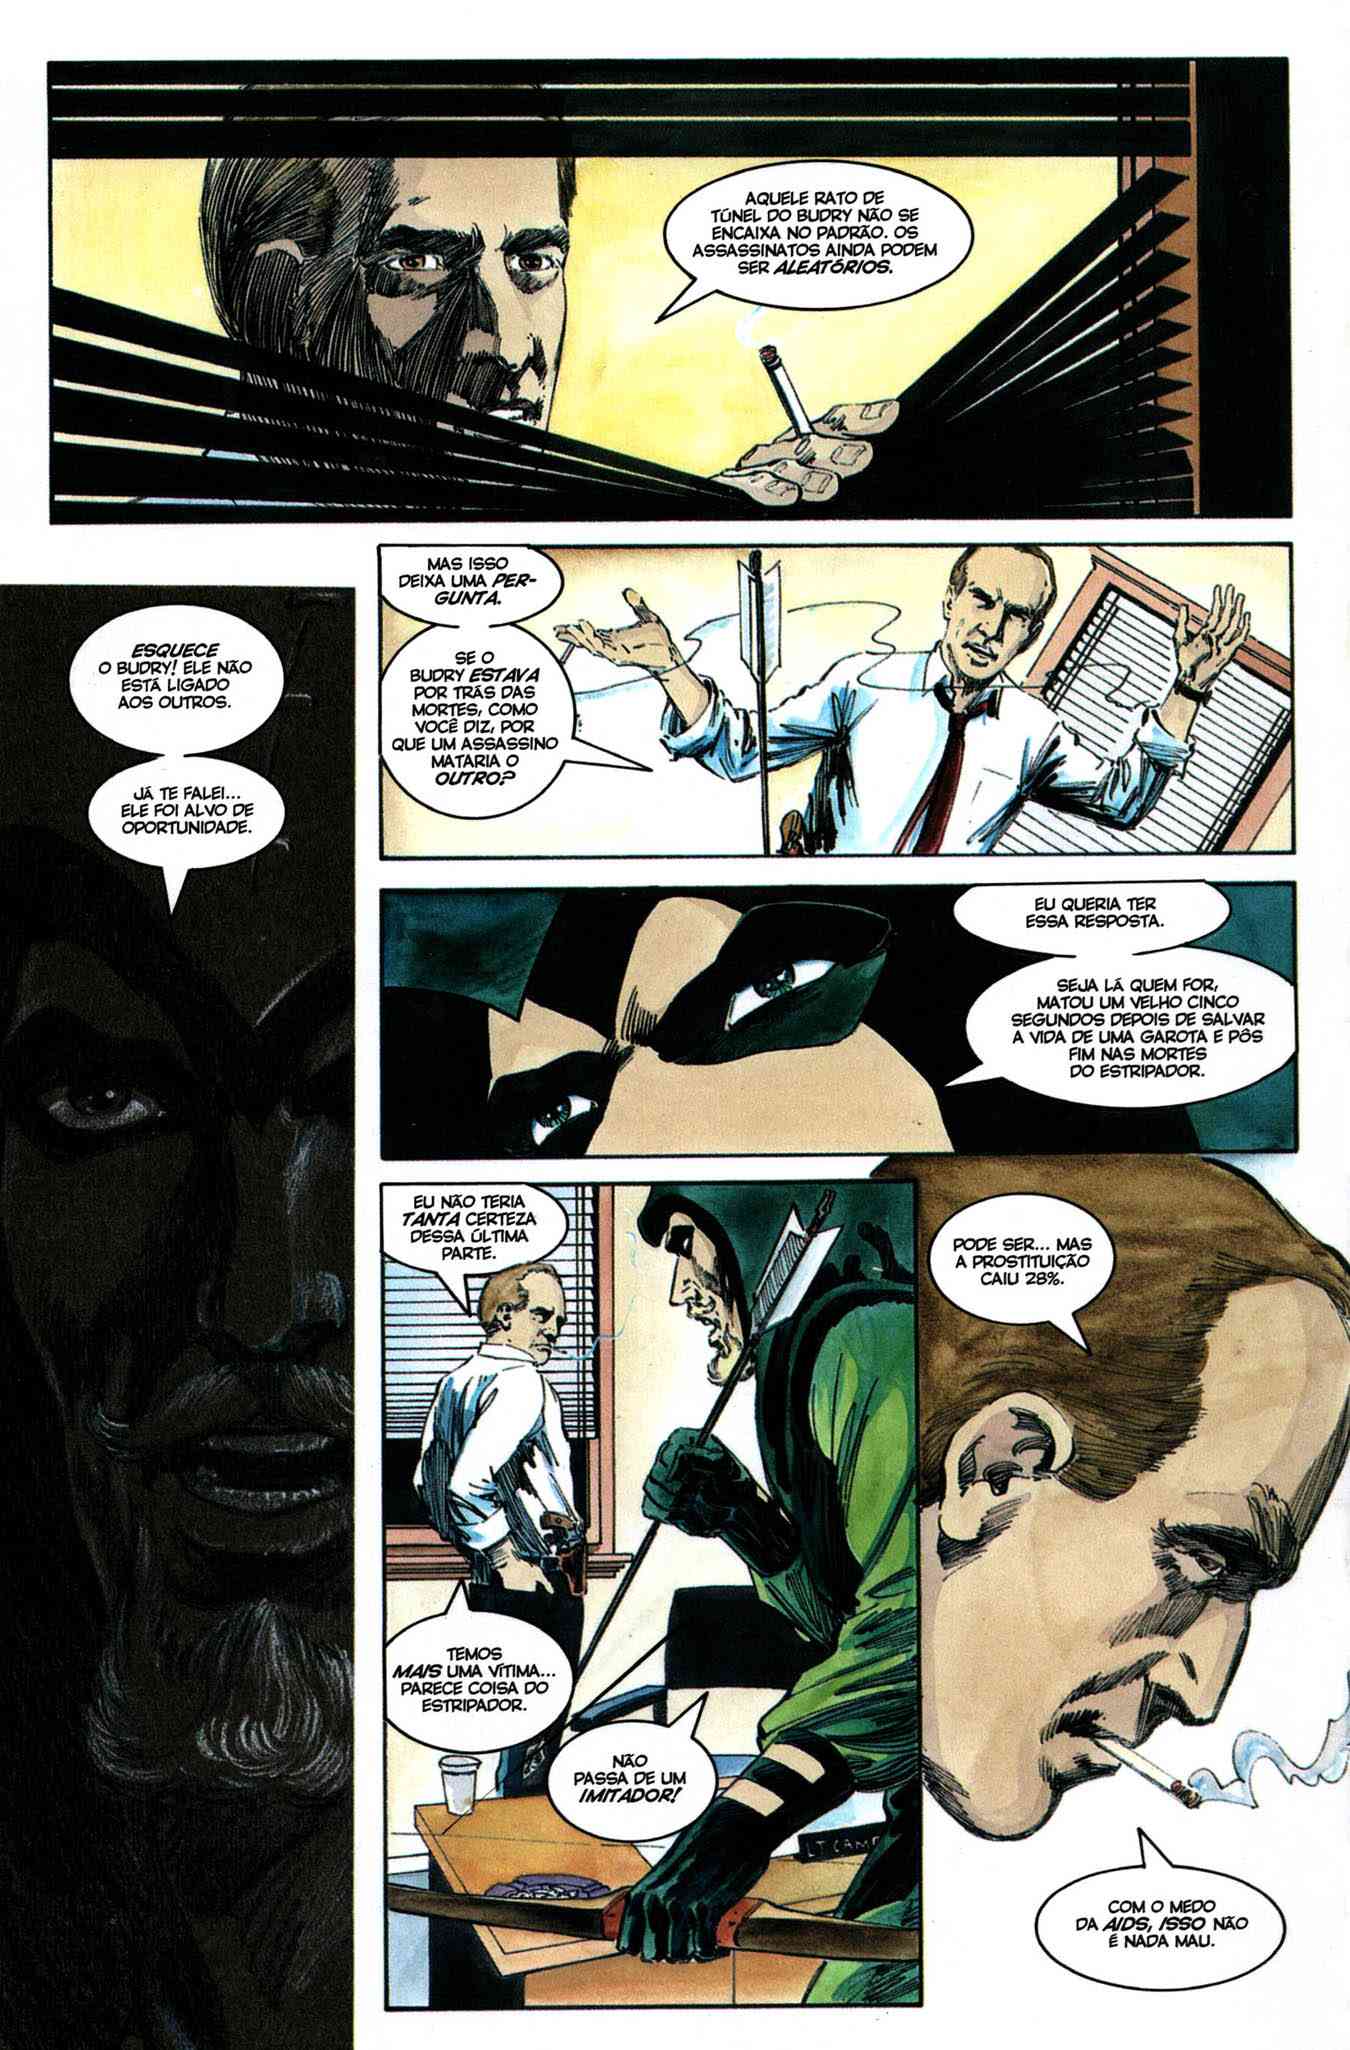 AQUELE RATO DE
TÚNEL DO BUDRY NÃO SE
ENCAIXA NO PADRÃO. OS
ASSASSINATOS AINDA PODEM
SER ALEATÓRIOS.
ESQUECE
O BUDRY! ELE NÃO
ESTÁ LIGADO
AOS OUTROS.
JÁ TE FALEI...
ELE FOI ALVO DE
OPORTUNIDADE.
MAS ISSO
DEIXA UMA PER-
GUNTA.
SE O
BUDRY ESTAVA
POR TRÁS DAS
MORTES, COMO
VOCÊ DIZ, POR
QUE UM ASSASSINO
MATARIA O
OUTRO?
EU QUERIA TER
ESSA RESPOSTA.
SEJA LÁ QUEM FOR,
MATOU UM VELHO CINCO
SEGUNDOS DEPOIS DE SALVAR
A VIDA DE UMA GAROTA E PÔS
FIM NAS MORTES
DO ESTRIPADOR.
EU NÃO TERIA
TANTA CERTEZA
DESSA ÚLTIMA
PARTE.
TEMOS
MAIS UMA VÍTIMA...
PARECE COISA DO
ESTRIPADOR.
NÃO
PASSA DE UM
IMITADOR!
LT CAM
PODE SER... MAS
A PROSTITUIÇÃO
CAIU 28%.
COM O MEDO
DA AIDS, ISSO NÃO
É NADA MAU.